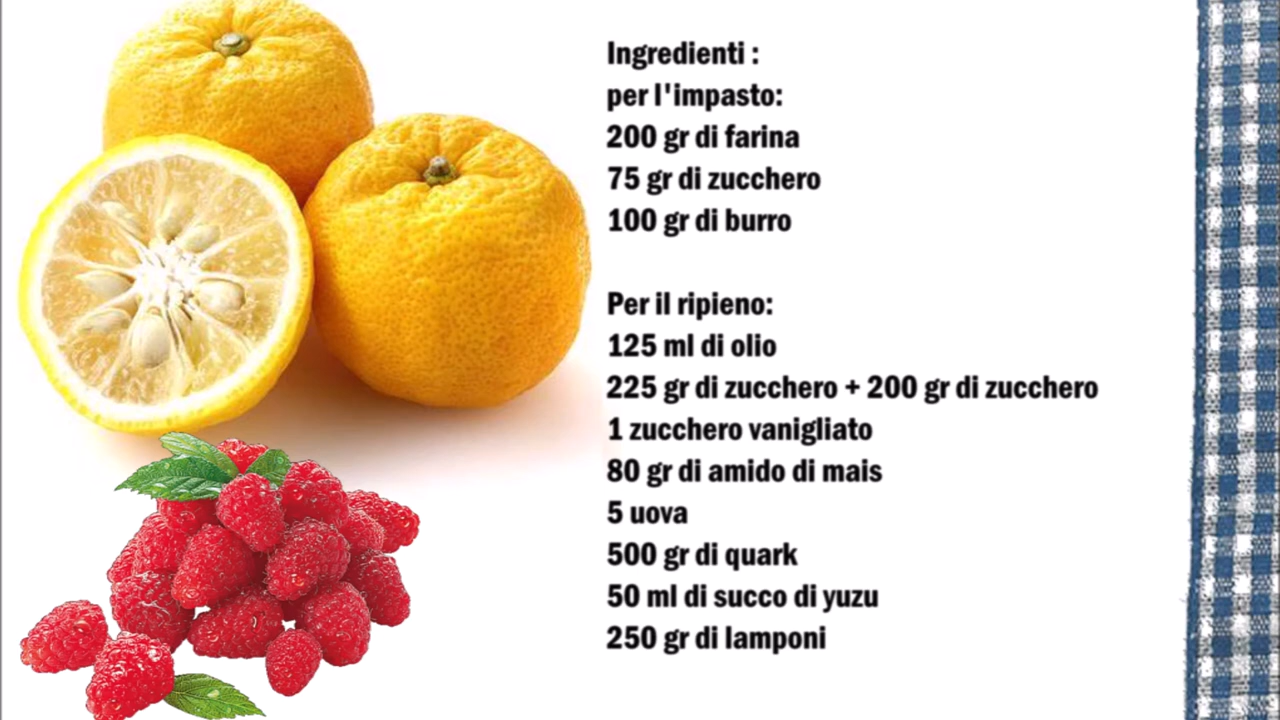 Ingredienti :
per l'impasto:
200 gr di farina
75 gr di zucchero
100 gr di burro
Per il ripieno:
125 ml di olio
225 gr di zucchero + 200 gr di zucchero
1 zucchero vanigliato
80 gr di amido di mais
5 uova
500 gr di quark
50 ml di succo di yuzu
250 gr di lamponi